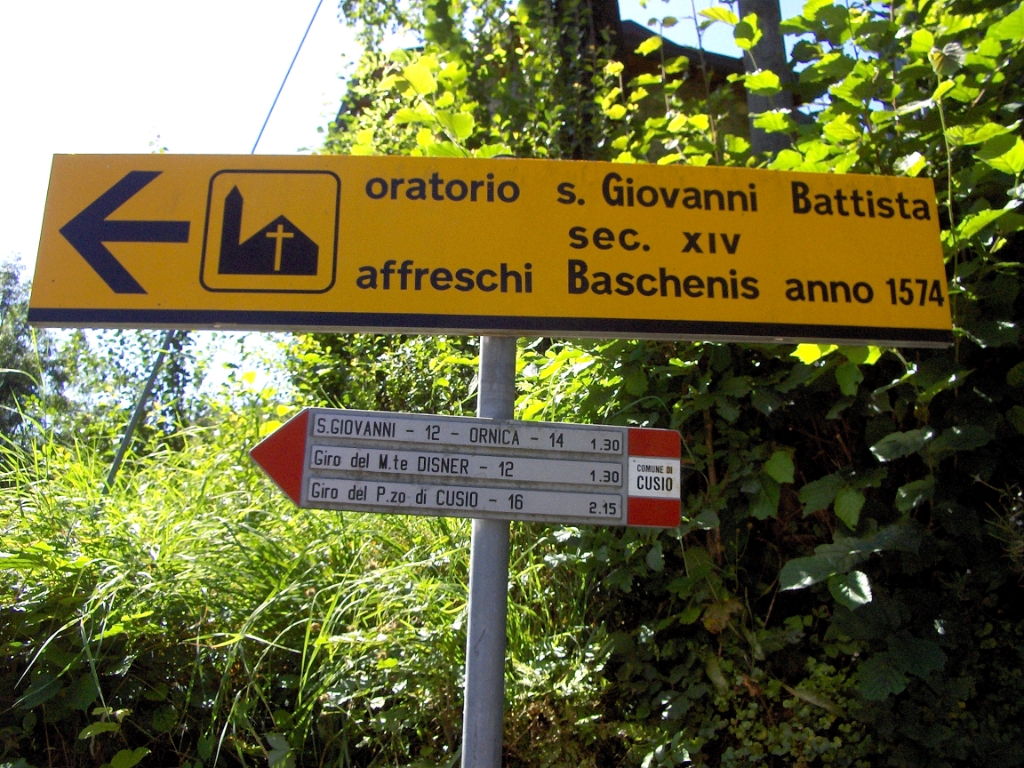 oratorio s. Giovanni Battista
sec. XIV
affreschi Baschenis anno 1574
S.GIOVANNI - 12 - ORNICA - 14 1.30
Giro del M.te DISNER - 12 1.30
Giro del P.zo di CUSIO - 16 2.15
COMUNE DI
CUSIO